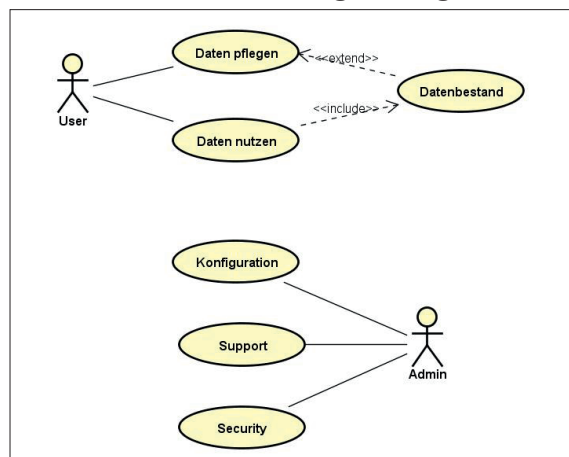 Daten pflegen
<<extend>>
Datenbestand
<<include>>
User
Daten nutzen
Konfiguration
Support
Admin
Security